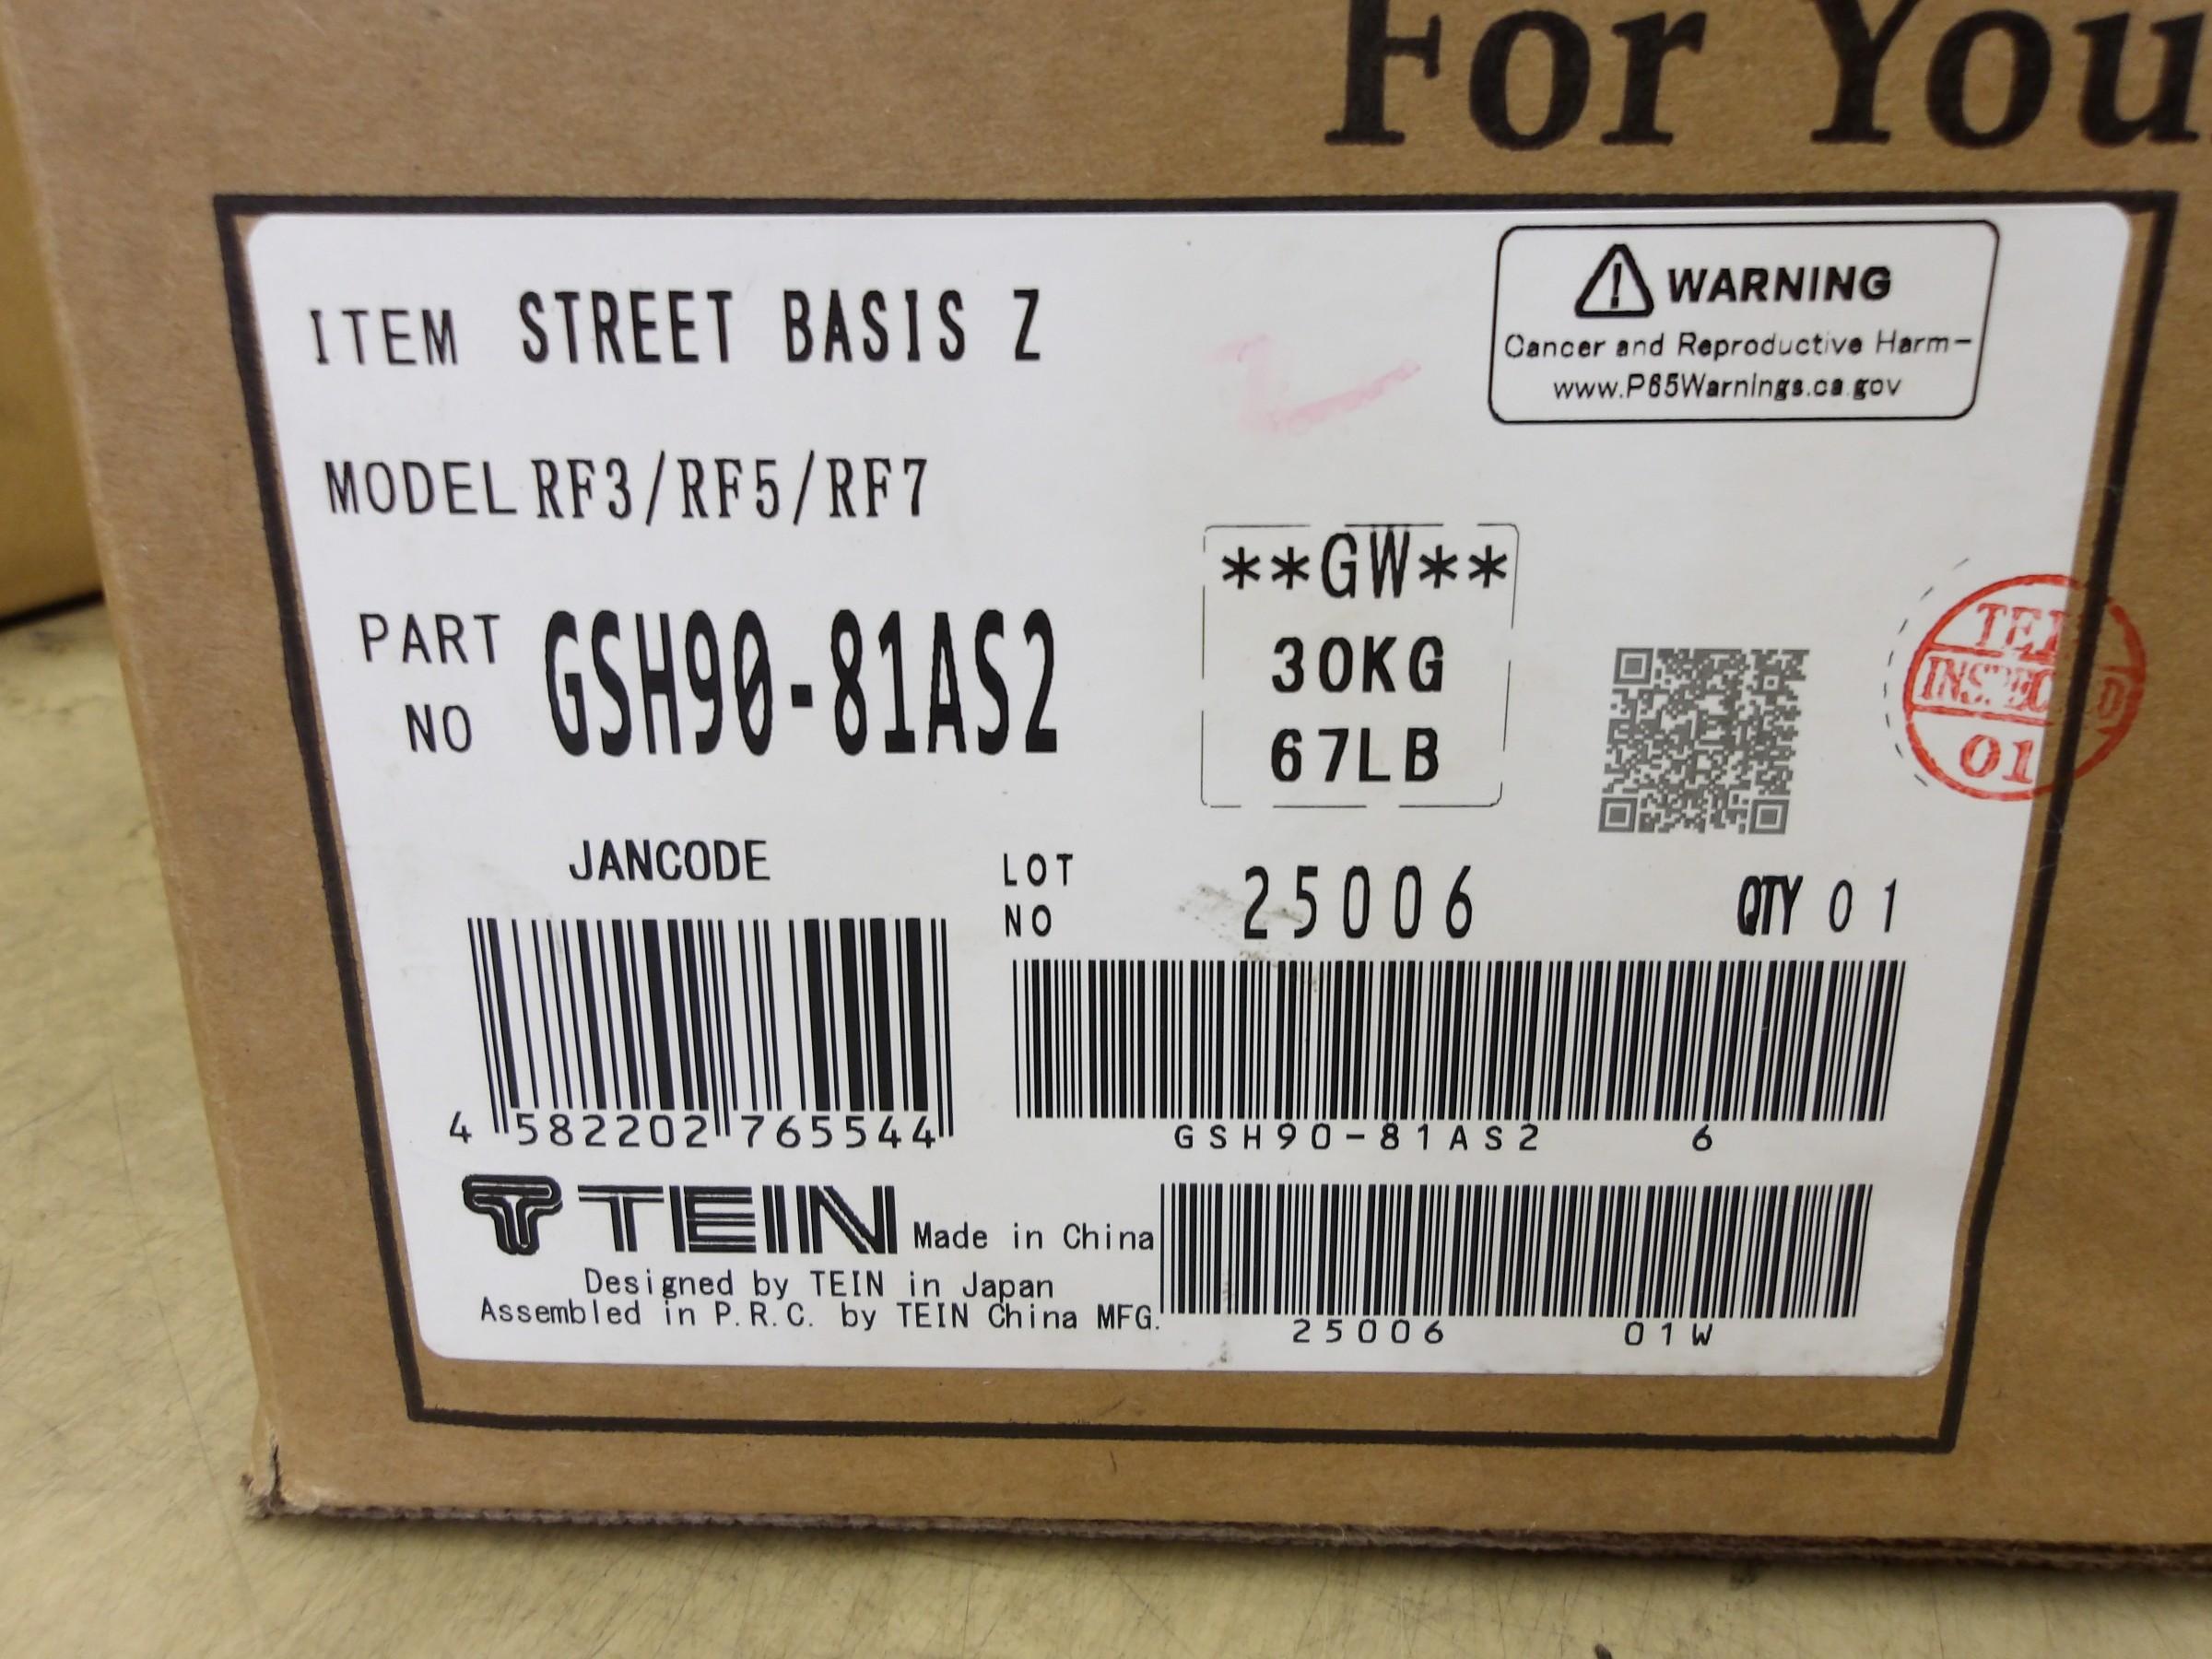 For You
ITEM STREET BASIS Z
WARNING
Cancer and Reproductive Harm-
www.P65Warnings.ca.gov
MODEL RF3/RF5/RF7
**GW**
30KG
67LB
PART NO GSH90-81AS2
INSPECTED
01
JANCODE
LOT NO 25006 QTY 01
4 582202 765544
GSH90-81AS2 6
TEIN Made in China
Designed by TEIN in Japan
Assembled in P.R.C. by TEIN China MFG.
25006 01W